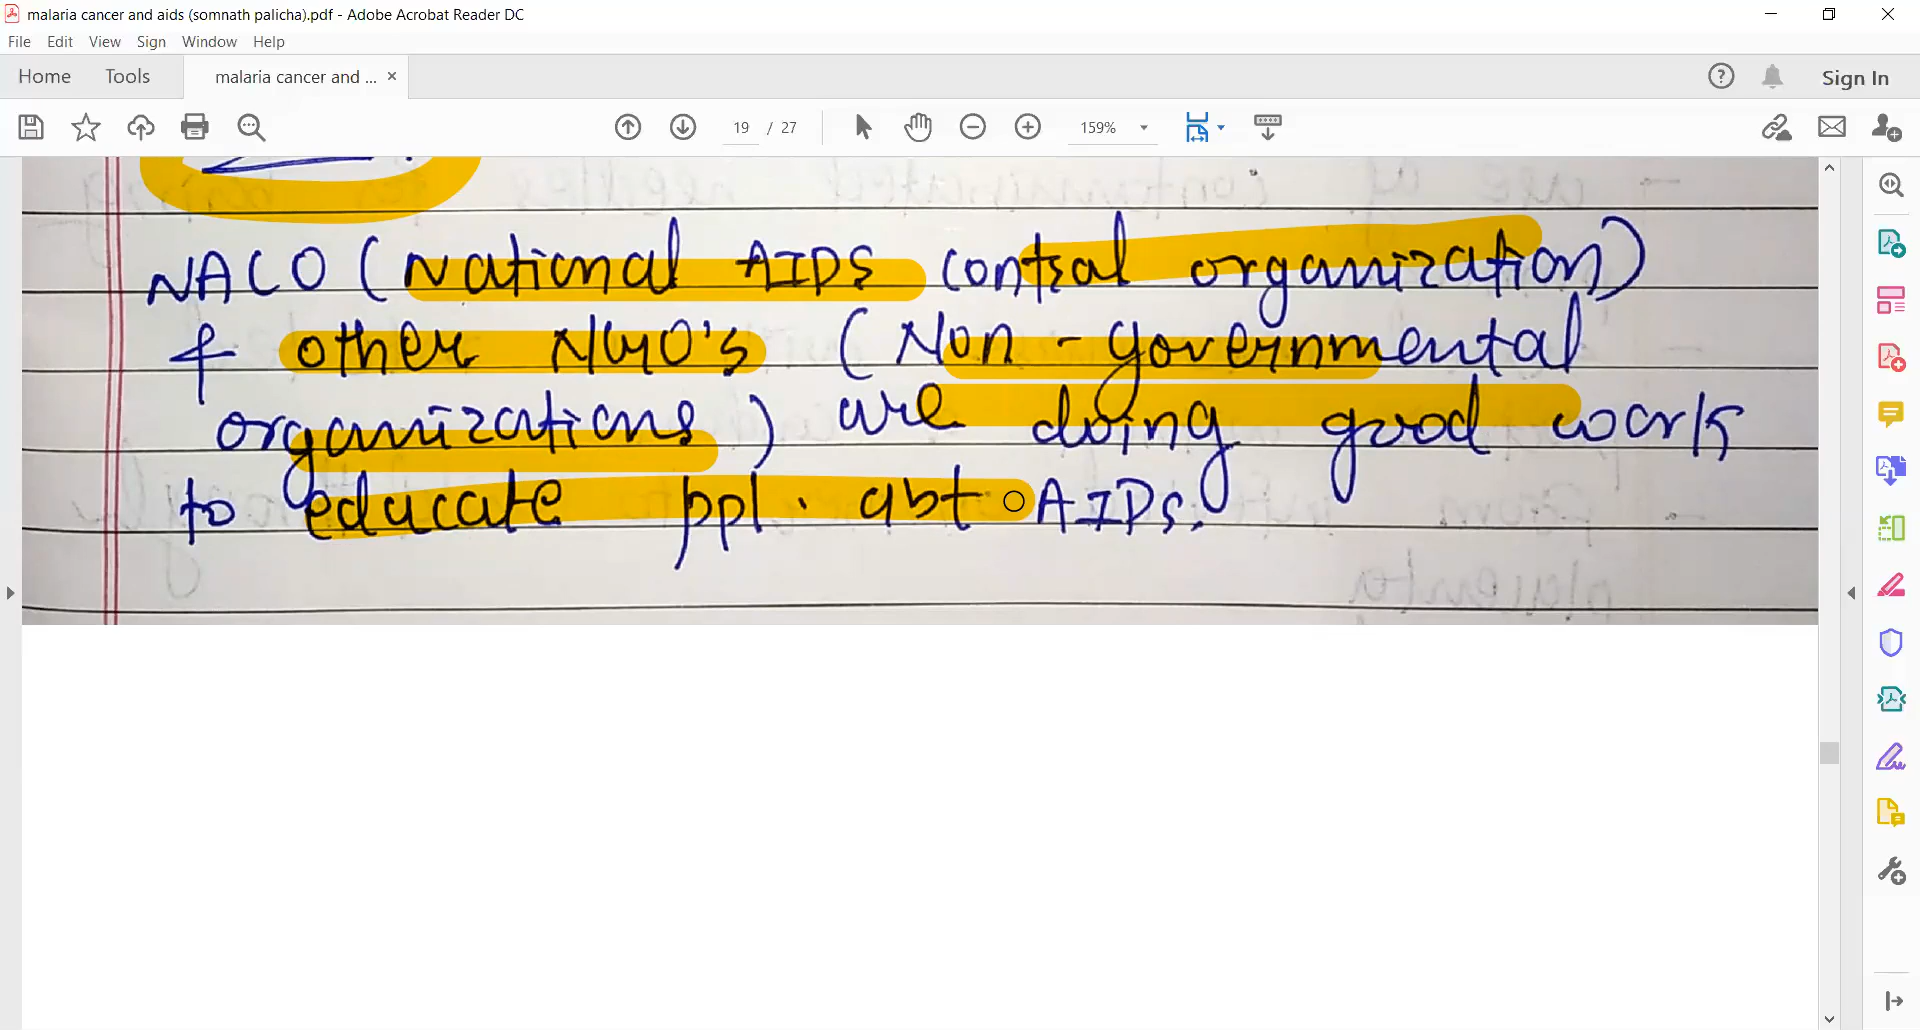 malaria cancer and aids (somnath palicha).pdf - Adobe Acrobat Reader DC
File Edit View Sign Window Help
Home Tools malaria cancer and ... × Sign In
19 / 27 159%
NACO (National AIDS control organization)
& other NGO's (Non-governmental
organizations) are doing good work
to educate ppl. abt AIDs.